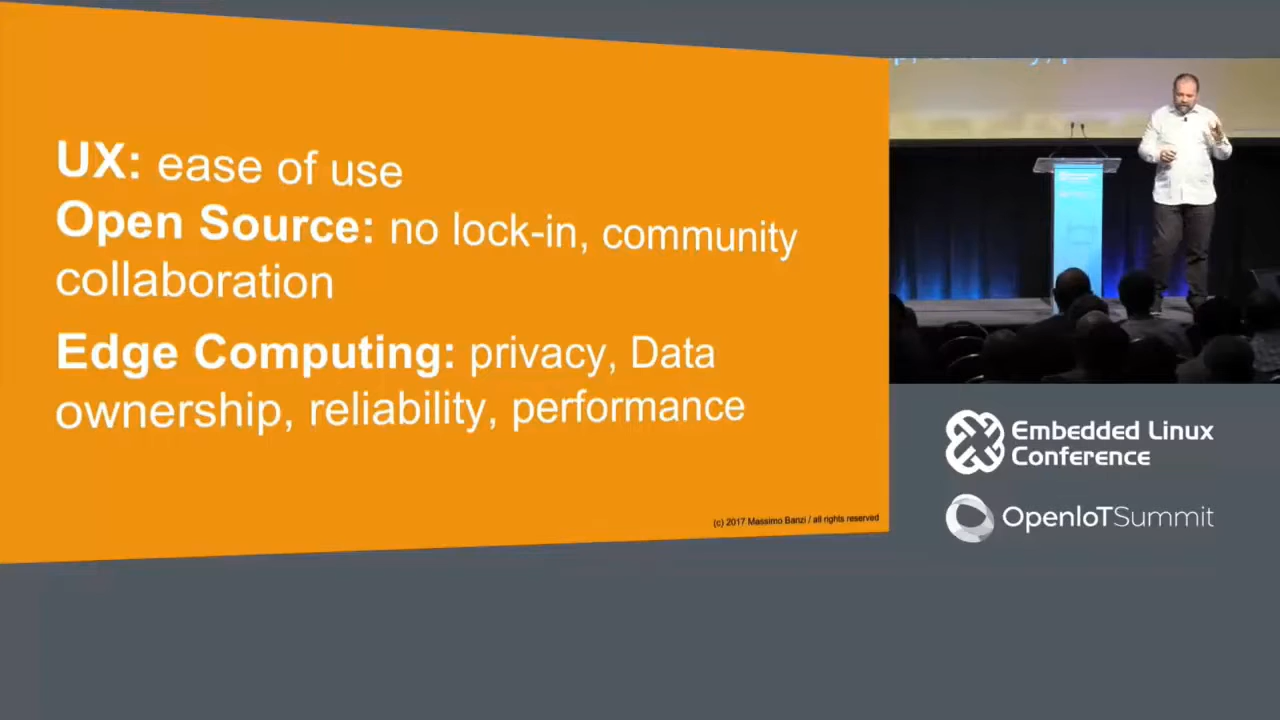 UX: ease of use
Open Source: no lock-in, community
collaboration
Edge Computing: privacy, Data
ownership, reliability, performance
(c) 2017 Massimo Banzi / all rights reserved
Embedded Linux
Conference
OpenIoTSummit